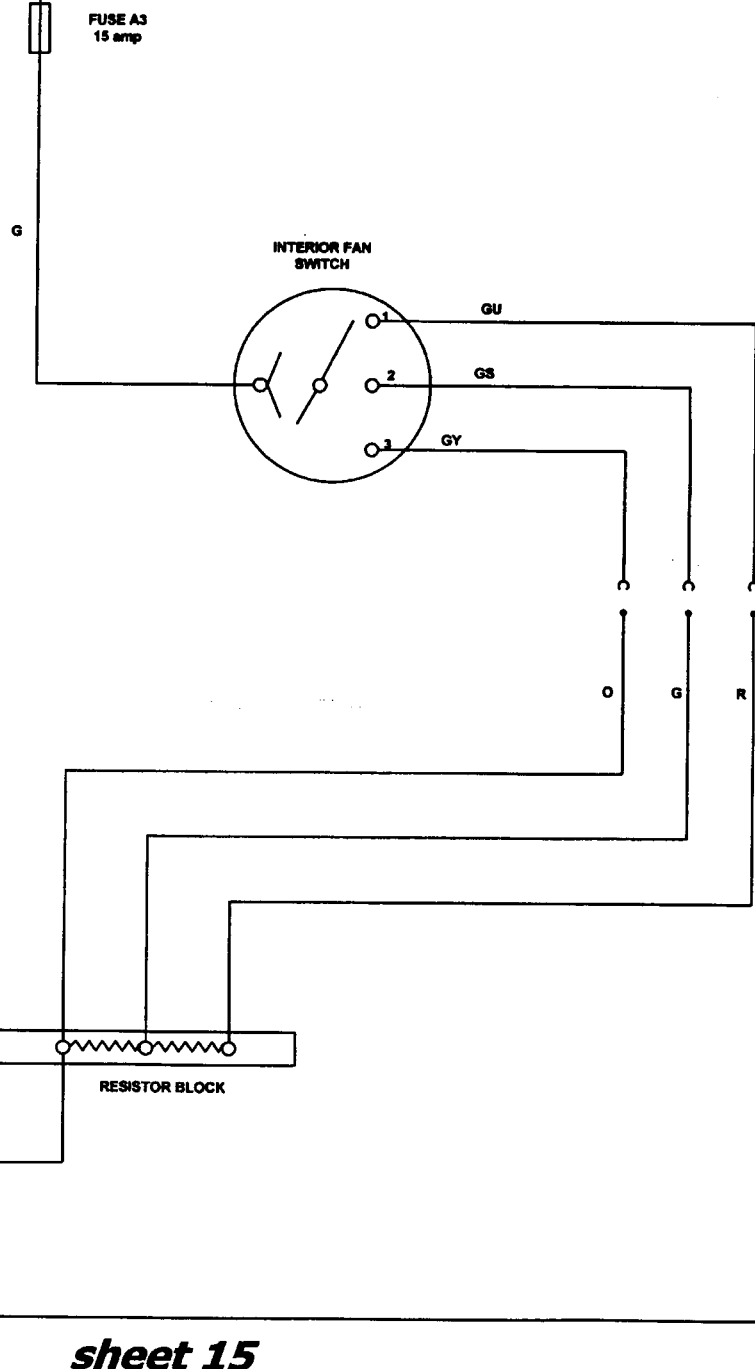 FUSE A3
15 amp
G
INTERIOR FAN
SWITCH
1
GU
2
GS
3
GY
O
G
R
RESISTOR BLOCK
sheet 15